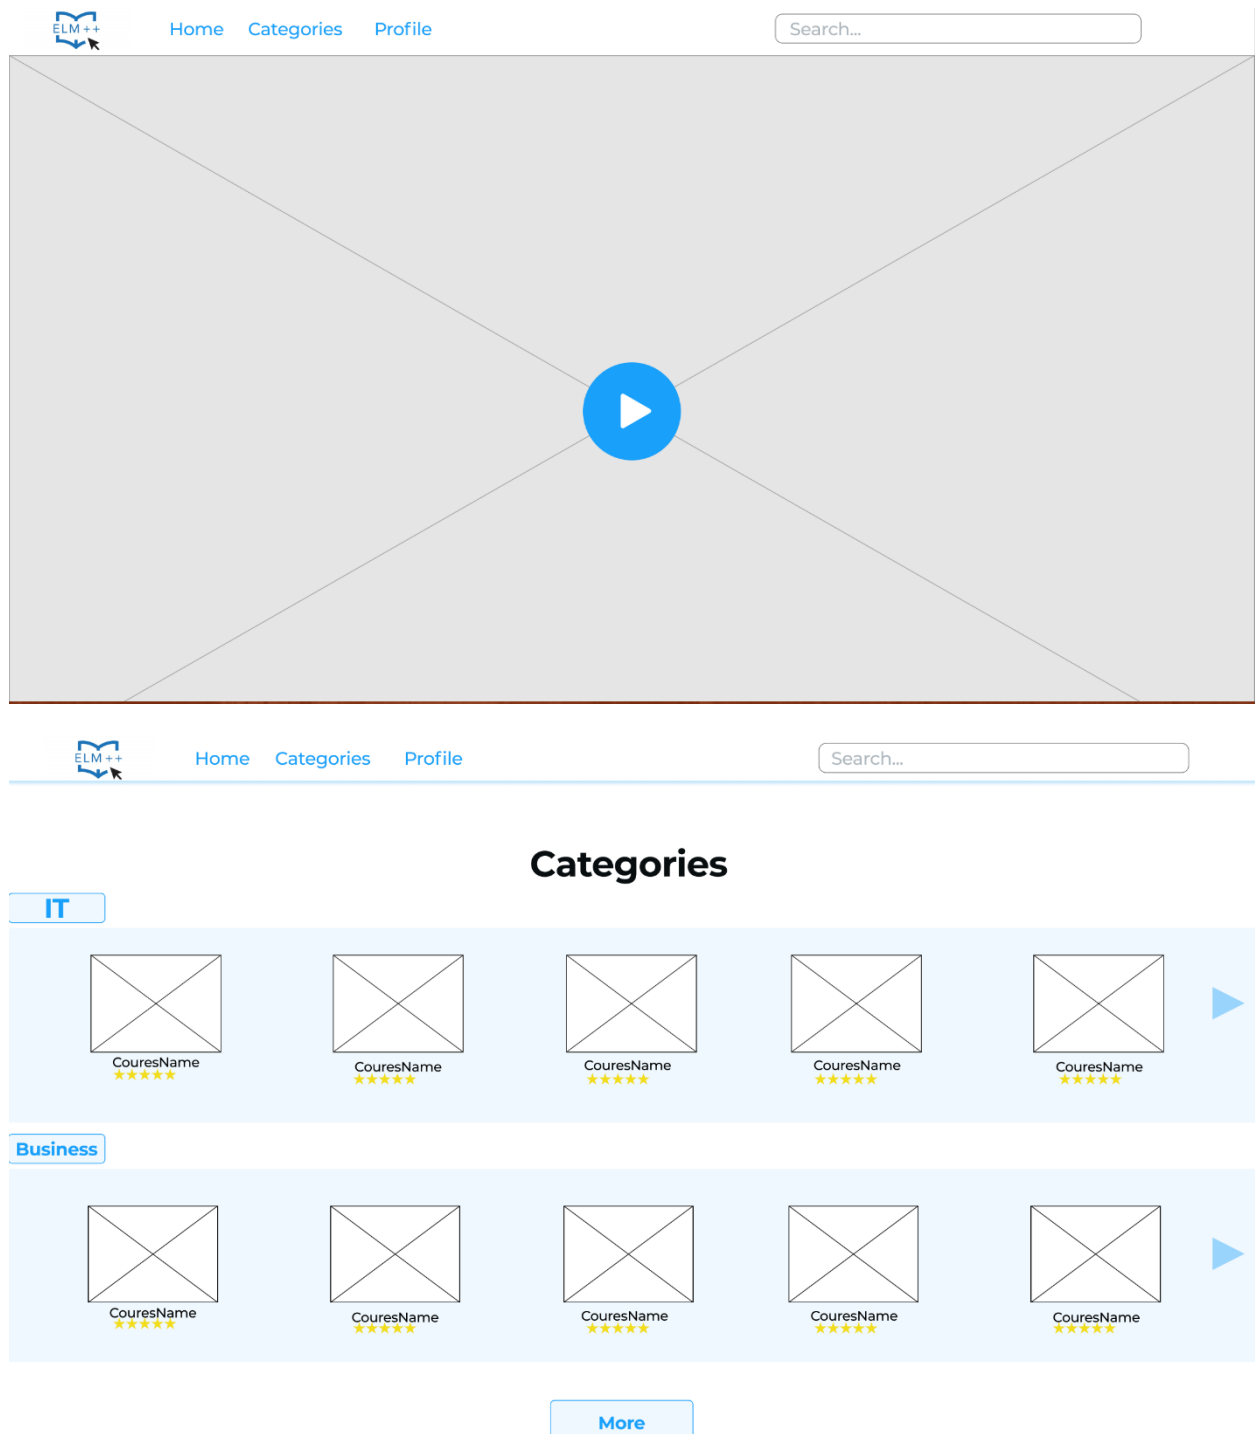 ELM++
Home Categories Profile
Search...
ELM++
Home Categories Profile
Search...
Categories
IT
CouresName CouresName CouresName CouresName CouresName
Business
CouresName CouresName CouresName CouresName CouresName
More